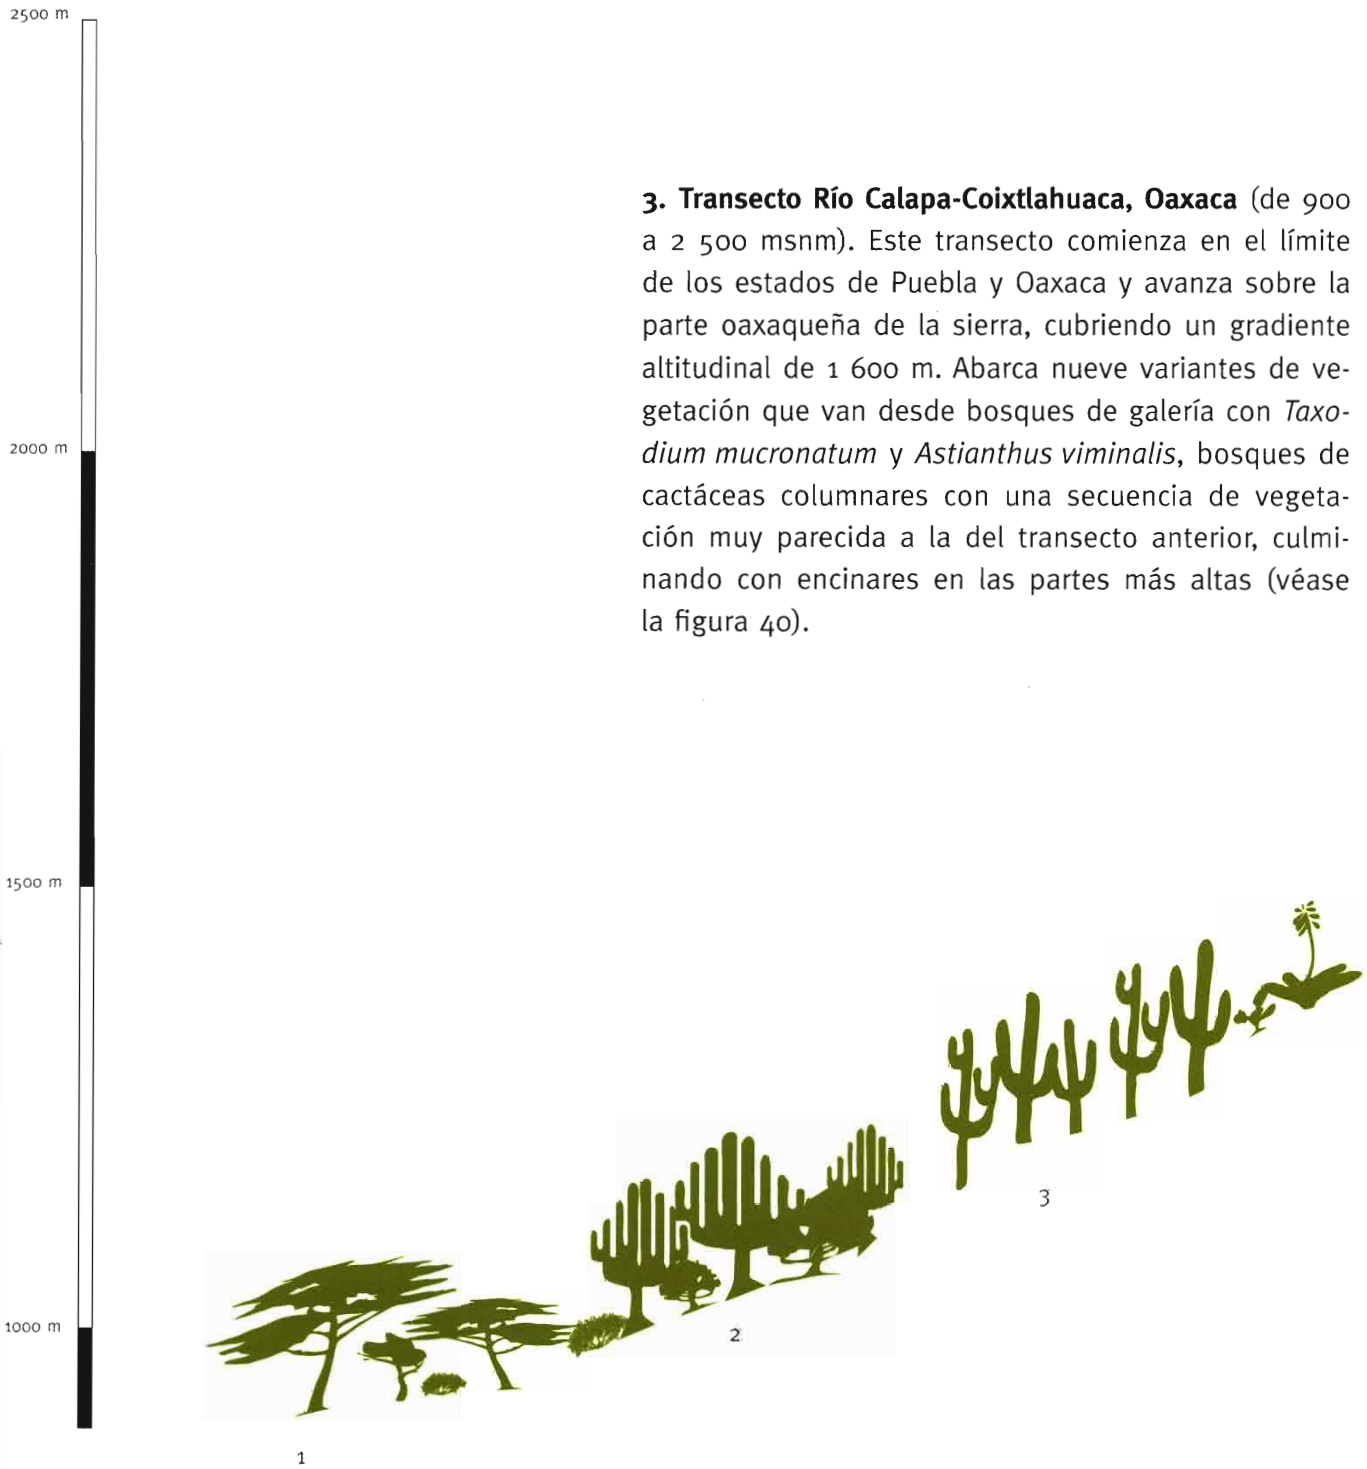 2500 m
3. Transecto Río Calapa-Coixtlahuaca, Oaxaca (de 900
a 2 500 msnm). Este transecto comienza en el límite
de los estados de Puebla y Oaxaca y avanza sobre la
parte oaxaqueña de la sierra, cubriendo un gradiente
altitudinal de 1 600 m. Abarca nueve variantes de ve-
getación que van desde bosques de galería con Taxo-
dium mucronatum y Astianthus viminalis, bosques de
cactáceas columnares con una secuencia de vegeta-
ción muy parecida a la del transecto anterior, culmi-
nando con encinares en las partes más altas (véase
la figura 40).
2000 m
1500 m
1000 m
3
2
1